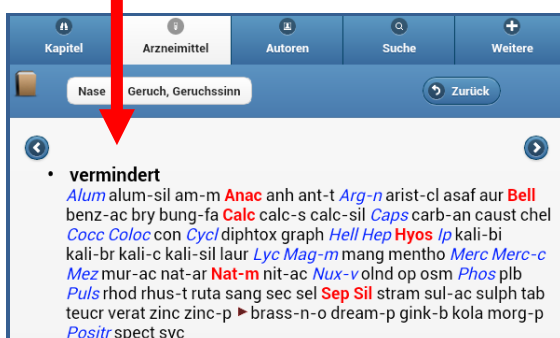 Kapitel Arzneimittel Autoren Suche Weitere
Nase Geruch, Geruchssinn Zurück
• vermindert
Alum alum-sil am-m Anac anh ant-t Arg-n arist-cl asaf aur Bell
benz-ac bry bung-fa Calc calc-s calc-sil Caps carb-an caust chel
Cocc Coloc con Cycl diphtox graph Hell Hep Hyos Ip kali-bi
kali-br kali-c kali-sil laur Lyc Mag-m mang mentho Merc Merc-c
Mez mur-ac nat-ar Nat-m nit-ac Nux-v olnd op osm Phos plb
Puls rhod rhus-t ruta sang sec sel Sep Sil stram sul-ac sulph tab
teucr verat zinc zinc-p ►brass-n-o dream-p gink-b kola morg-p
Positr spect syc